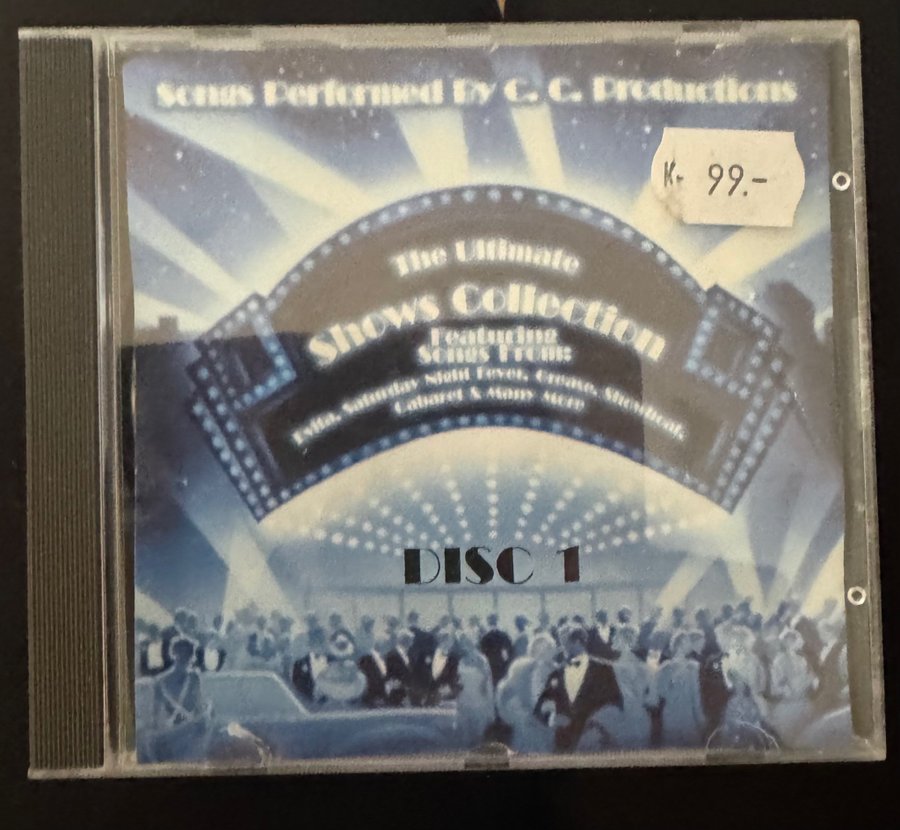 Songs Performed By C. C. Productions
K- 99.-
The Ultimate
Shows Collection
Featuring
Songs From:
Evita, Saturday Night Fever, Grease, Showboat,
Cabaret & Many More
DISC 1